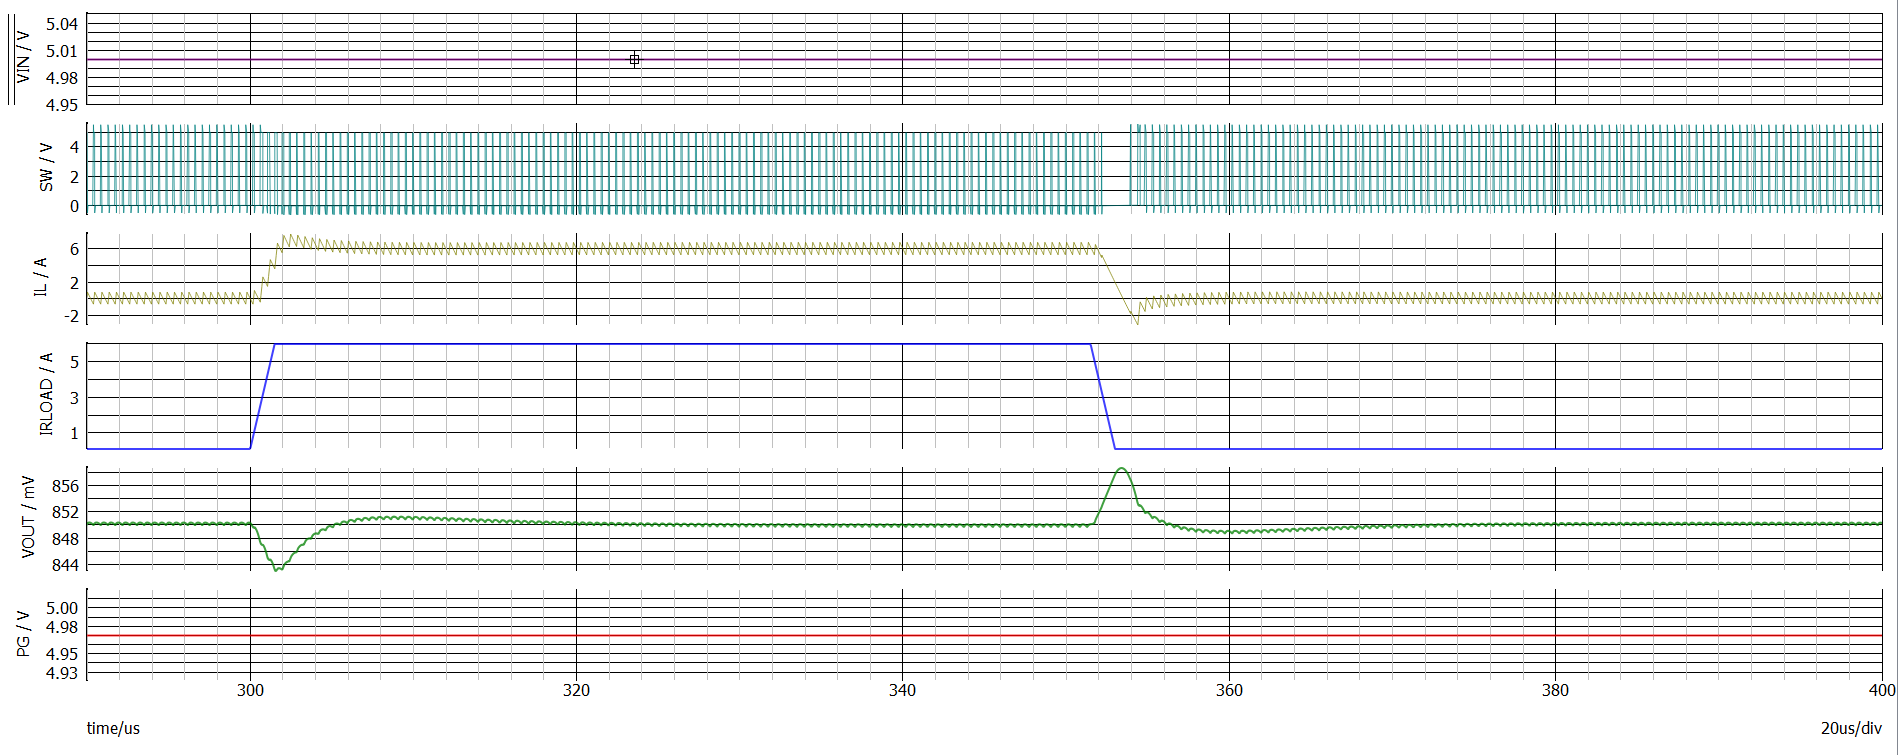 VIN / V
5.04
5.01
4.98
4.95
SW / V
4
2
0
IL / A
6
2
-2
IRLOAD / A
5
3
1
VOUT / mV
856
852
848
844
PG / V
5.00
4.98
4.95
4.93
300 320 340 360 380 400
time/us 20us/div